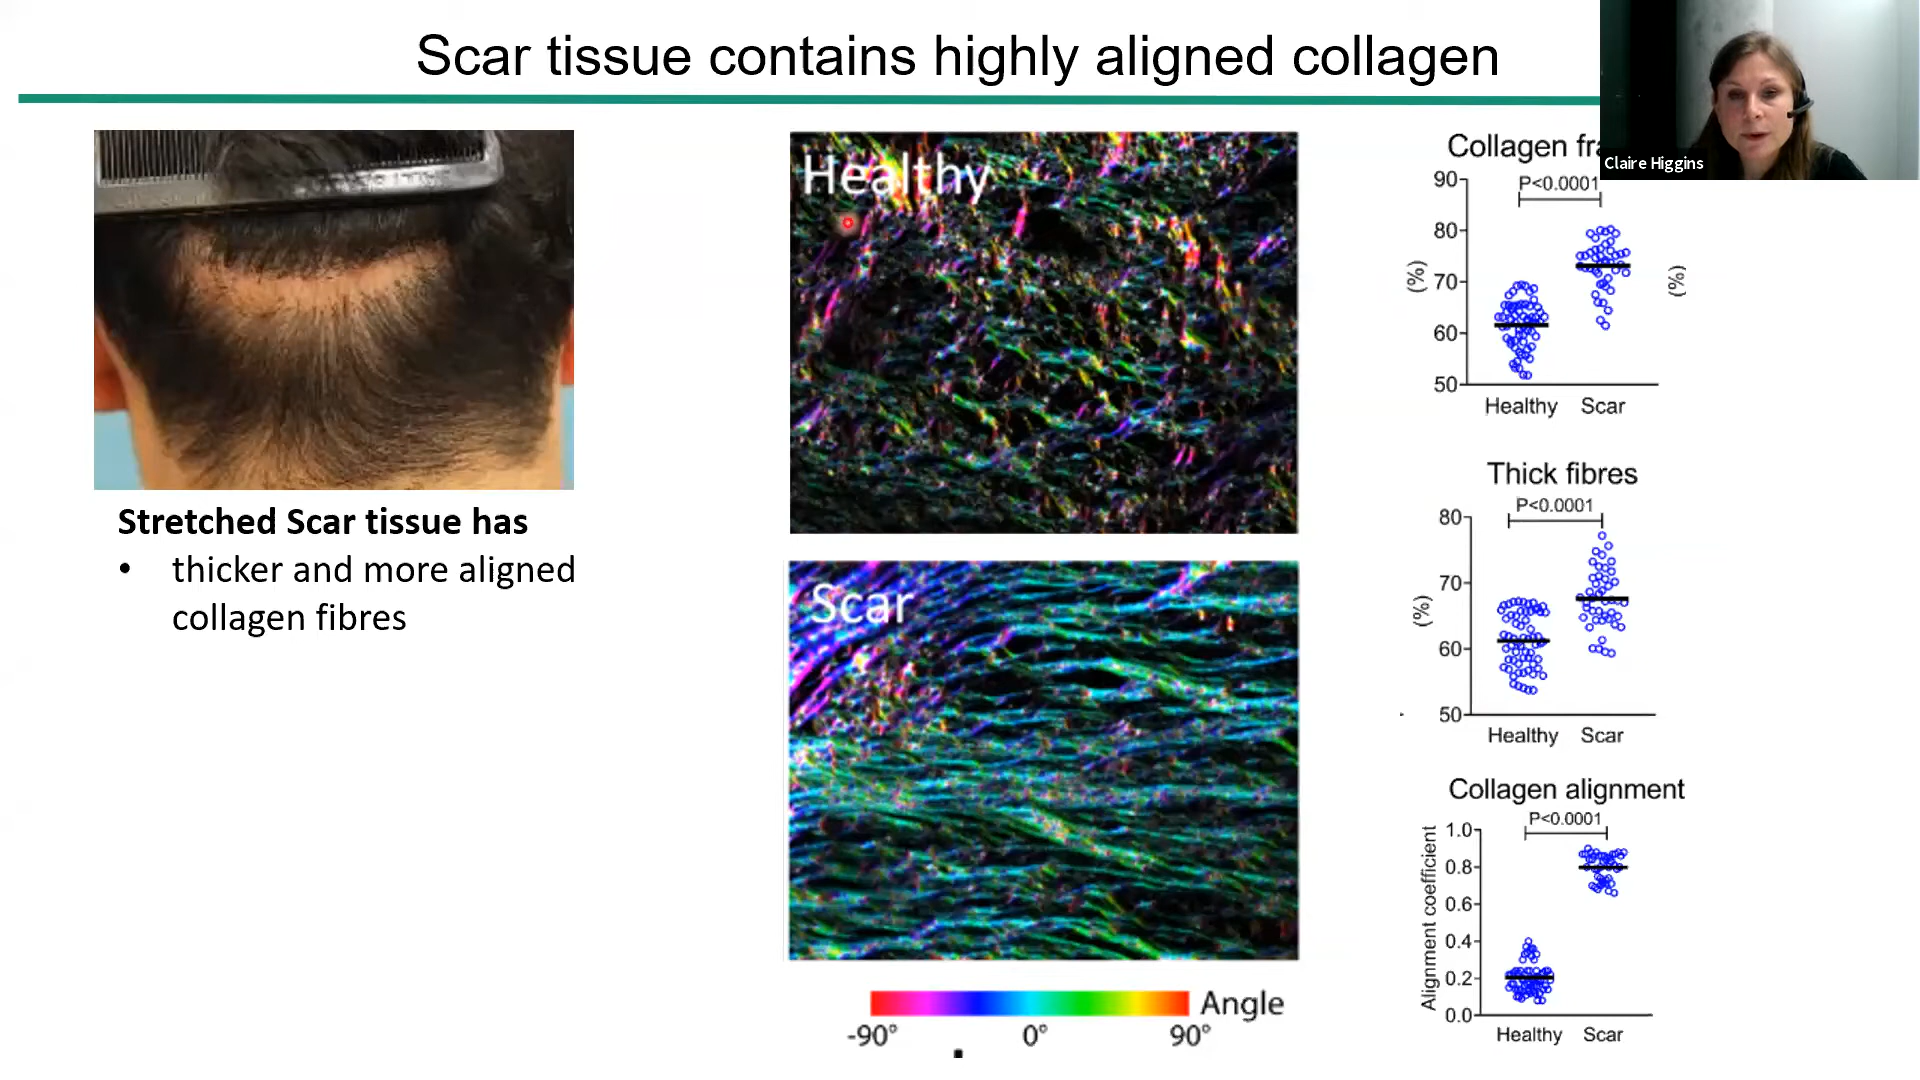 Scar tissue contains highly aligned collagen
Claire Higgins
Stretched Scar tissue has
• thicker and more aligned
collagen fibres
Healthy
Scar
Angle
-90° 0° 90°
Collagen fra
P<0.0001
90
80
70
60
50
(%)
(%)
Healthy Scar
Thick fibres
P<0.0001
80
70
60
50
(%)
Healthy Scar
Collagen alignment
P<0.0001
1.0
0.8
0.6
0.4
0.2
0.0
Alignment coefficient
Healthy Scar